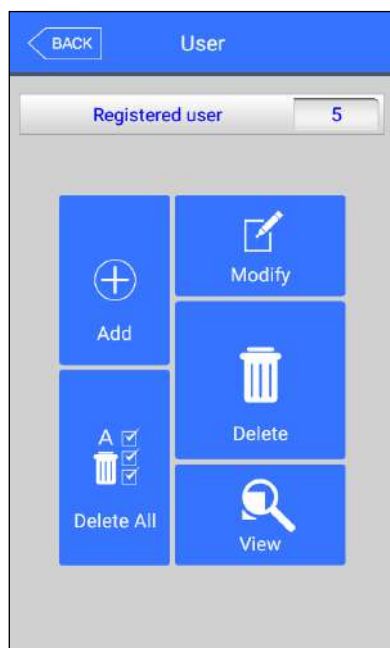 BACK
User
Registered user 5
Add
Modify
Delete
A
Delete All
View